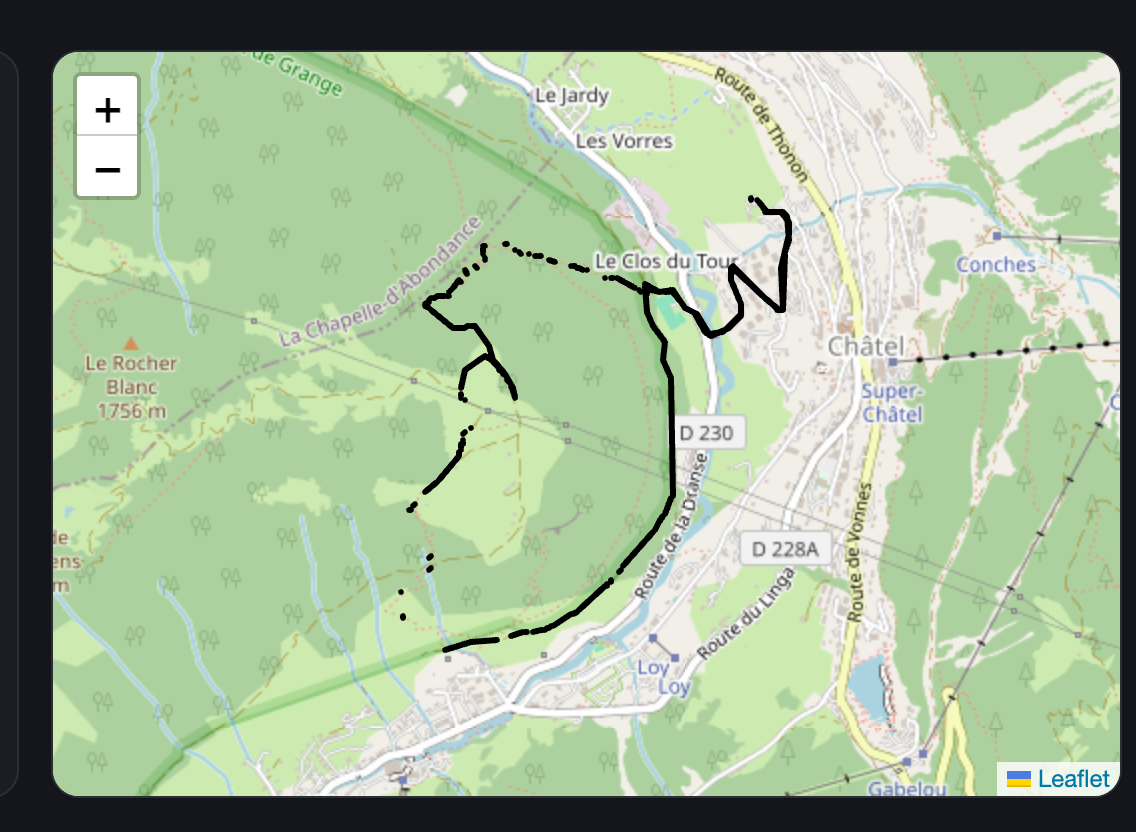 de Grange
+
−
Le Jardy
Les Vorres
Route de Thonon
Le Clos du Tour
Conches
La Chapelle-d'Abondance
Le Rocher
Blanc
1756 m
Châtel
Super-
Châtel
D 230
Route de la Dranse
D 228A
Route de Vonnes
Route du Linga
m
Loy
Loy
Gabelou
Leaflet